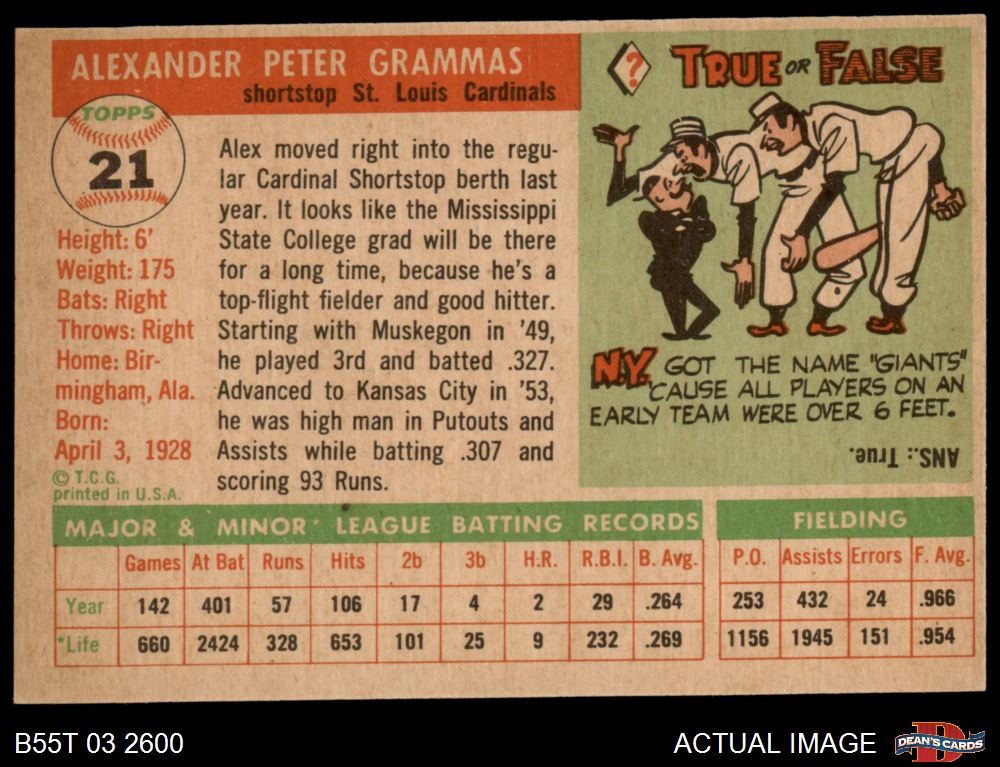 ALEXANDER PETER GRAMMAS
shortstop St. Louis Cardinals
TOPPS
21
Height: 6'
Weight: 175
Bats: Right
Throws: Right
Home: Bir-
mingham, Ala.
Born:
April 3, 1928
© T.C.G.
printed in U.S.A.
Alex moved right into the regu-
lar Cardinal Shortstop berth last
year. It looks like the Mississippi
State College grad will be there
for a long time, because he's a
top-flight fielder and good hitter.
Starting with Muskegon in '49,
he played 3rd and batted .327.
Advanced to Kansas City in '53,
he was high man in Putouts and
Assists while batting .307 and
scoring 93 Runs.
? TRUE OR FALSE
N.Y. GOT THE NAME "GIANTS"
'CAUSE ALL PLAYERS ON AN
EARLY TEAM WERE OVER 6 FEET.
ANS.: True.
MAJOR & MINOR* LEAGUE BATTING RECORDS
Games At Bat Runs Hits 2b 3b H.R. R.B.I. B. Avg.
Year 142 401 57 106 17 4 2 29 .264
*Life 660 2424 328 653 101 25 9 232 .269
FIELDING
P.O. Assists Errors F. Avg.
253 432 24 .966
1156 1945 151 .954
B55T 03 2600
ACTUAL IMAGE
D
DEAN'S CARDS